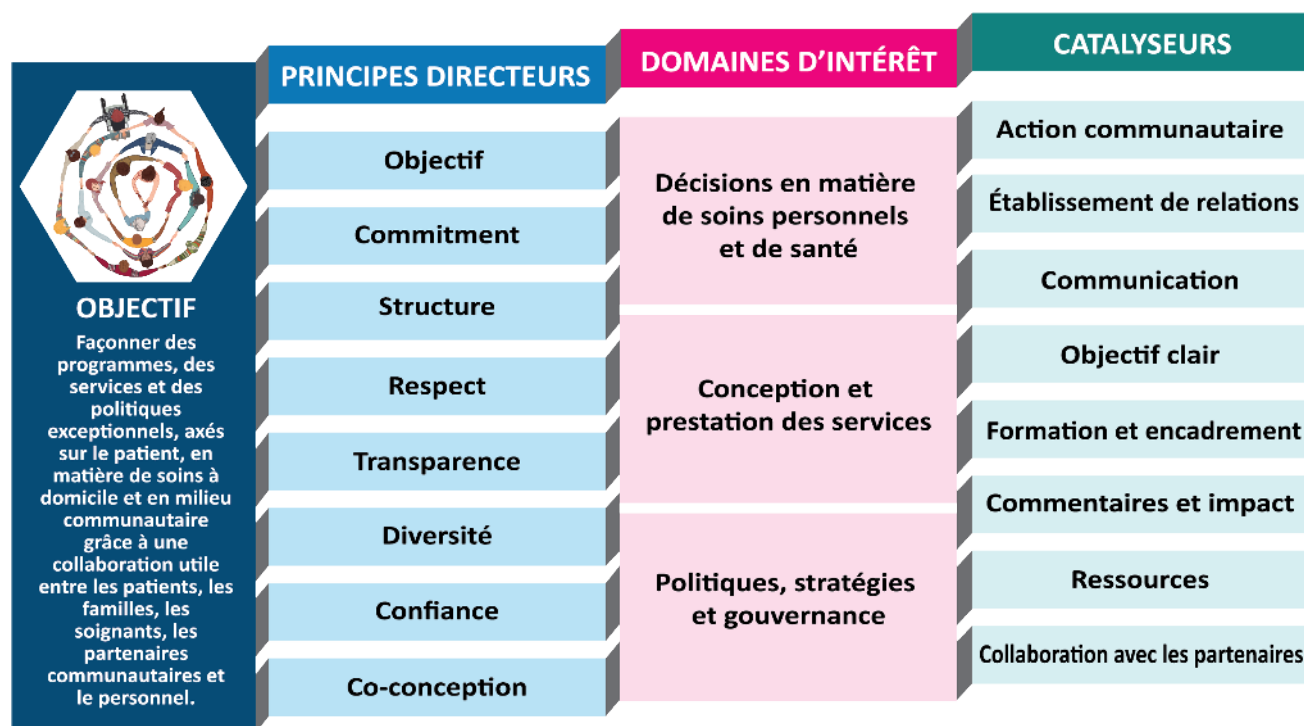 OBJECTIF
Façonner des
programmes, des
services et des
politiques
exceptionnels, axés
sur le patient, en
matière de soins à
domicile et en milieu
communautaire
grâce à une
collaboration utile
entre les patients, les
familles, les
soignants, les
partenaires
communautaires et
le personnel.
PRINCIPES DIRECTEURS
Objectif
Commitment
Structure
Respect
Transparence
Diversité
Confiance
Co-conception
DOMAINES D'INTÉRÊT
Décisions en matière
de soins personnels
et de santé
Conception et
prestation des services
Politiques, stratégies
et gouvernance
CATALYSEURS
Action communautaire
Établissement de relations
Communication
Objectif clair
Formation et encadrement
Commentaires et impact
Ressources
Collaboration avec les partenaires